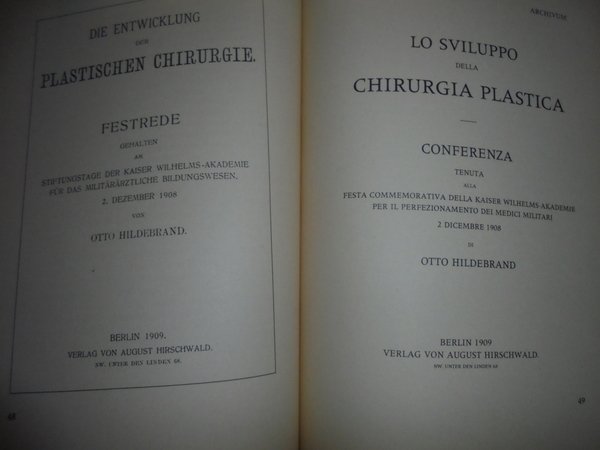 DIE ENTWICKLUNG
DER
PLASTISCHEN CHIRURGIE.
FESTREDE
GEHALTEN
AM
STIFTUNGSTAGE DER KAISER WILHELMS-AKADEMIE
FÜR DAS MILITÄRÄRZTLICHE BILDUNGSWESEN,
2. DEZEMBER 1908
VON
OTTO HILDEBRAND.
BERLIN 1909.
VERLAG VON AUGUST HIRSCHWALD.
NW. UNTER DEN LINDEN 68.
48
ARCHIVUM
LO SVILUPPO
DELLA
CHIRURGIA PLASTICA
CONFERENZA
TENUTA
ALLA
FESTA COMMEMORATIVA DELLA KAISER WILHELMS-AKADEMIE
PER IL PERFEZIONAMENTO DEI MEDICI MILITARI
2 DICEMBRE 1908
DI
OTTO HILDEBRAND
BERLIN 1909
VERLAG VON AUGUST HIRSCHWALD.
NW. UNTER DEN LINDEN 68
49